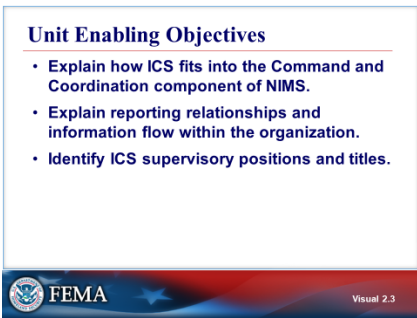 Unit Enabling Objectives
• Explain how ICS fits into the Command and
Coordination component of NIMS.
• Explain reporting relationships and
information flow within the organization.
• Identify ICS supervisory positions and titles.
FEMA
Visual 2.3